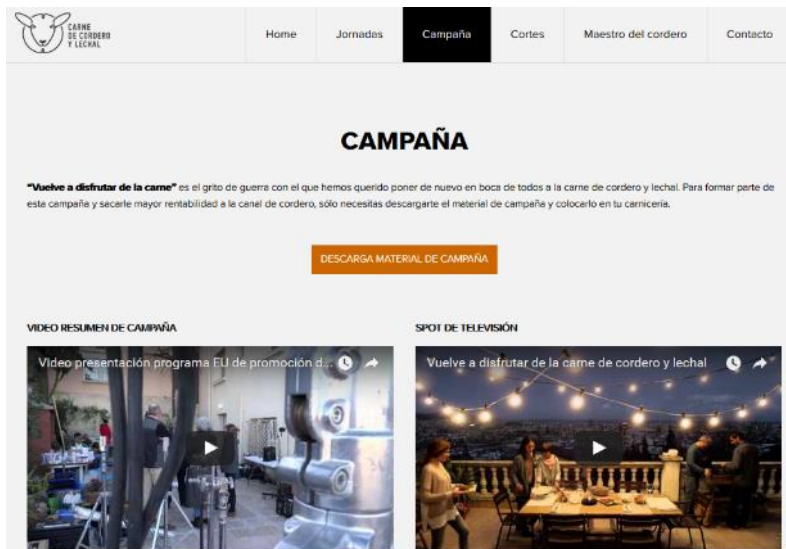 CARNE
DE CORDERO
Y LECHAL
Home
Jornadas
Campaña
Cortes
Maestro del cordero
Contacto
CAMPAÑA
"Vuelve a disfrutar de la carne" es el grito de guerra con el que hemos querido poner de nuevo en boca de todos a la carne de cordero y lechal. Para formar parte de
esta campaña y sacarle mayor rentabilidad a la canal de cordero, sólo necesitas descargarte el material de campaña y colocarlo en tu carnicería.
DESCARGA MATERIAL DE CAMPAÑA
VIDEO RESUMEN DE CAMPAÑA
SPOT DE TELEVISIÓN
Video presentación programa EU de promoción d...
Vuelve a disfrutar de la carne de cordero y lechal